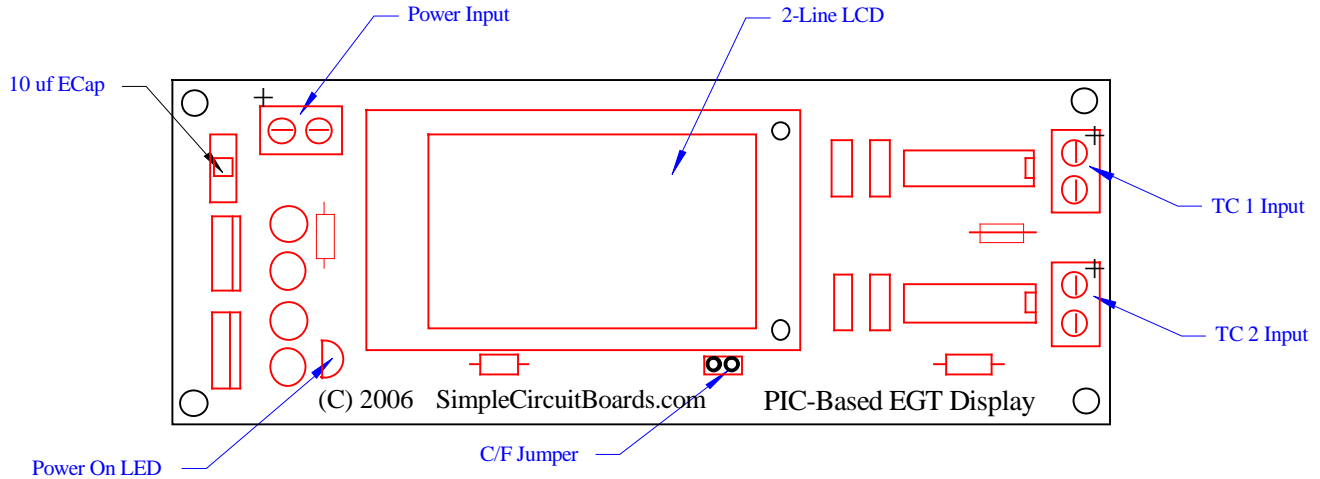 Power Input
2-Line LCD
10 uf ECap
+
+
TC 1 Input
+
TC 2 Input
(C) 2006 SimpleCircuitBoards.com PIC-Based EGT Display
C/F Jumper
Power On LED